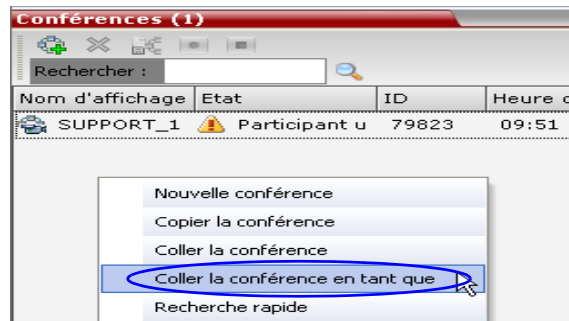 Conférences (1)
Rechercher :
Nom d'affichage Etat ID Heure d
SUPPORT_1 Participant u 79823 09:51
Nouvelle conférence
Copier la conférence
Coller la conférence
Coller la conférence en tant que
Recherche rapide